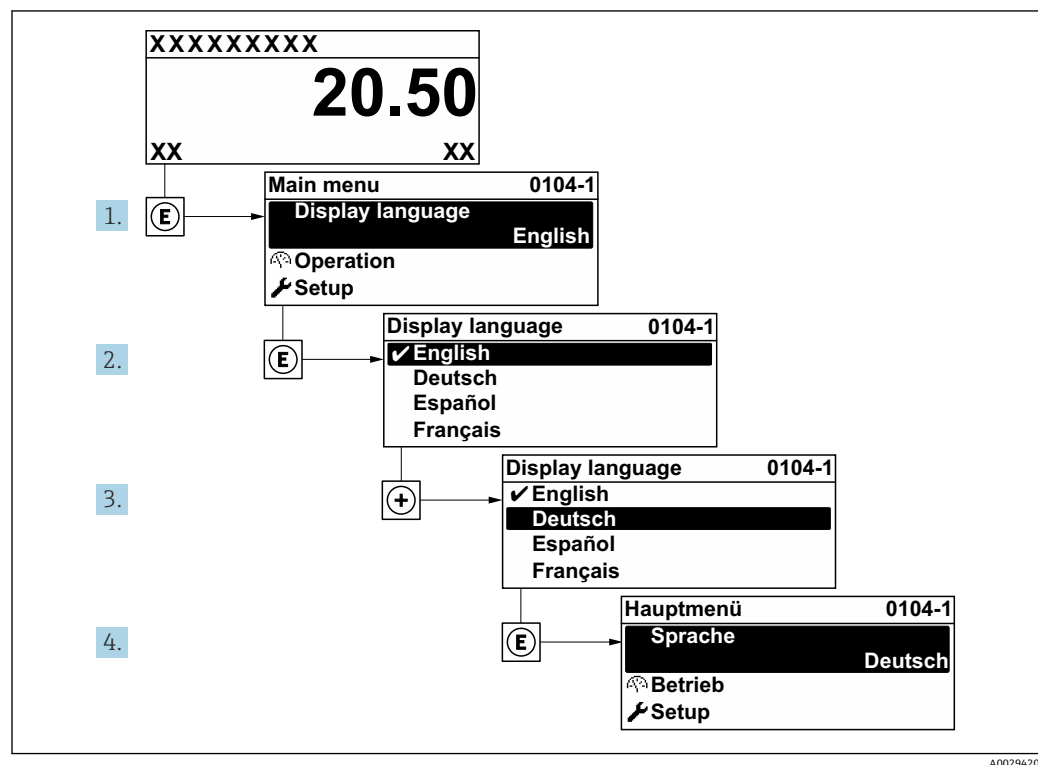 XXXXXXXXX
20.50
XX XX
1.
E
Main menu 0104-1
Display language
English
Operation
Setup
2.
E
Display language 0104-1
✔ English
Deutsch
Español
Français
3.
+
Display language 0104-1
✔ English
Deutsch
Español
Français
4.
E
Hauptmenü 0104-1
Sprache
Deutsch
Betrieb
Setup
A0029420